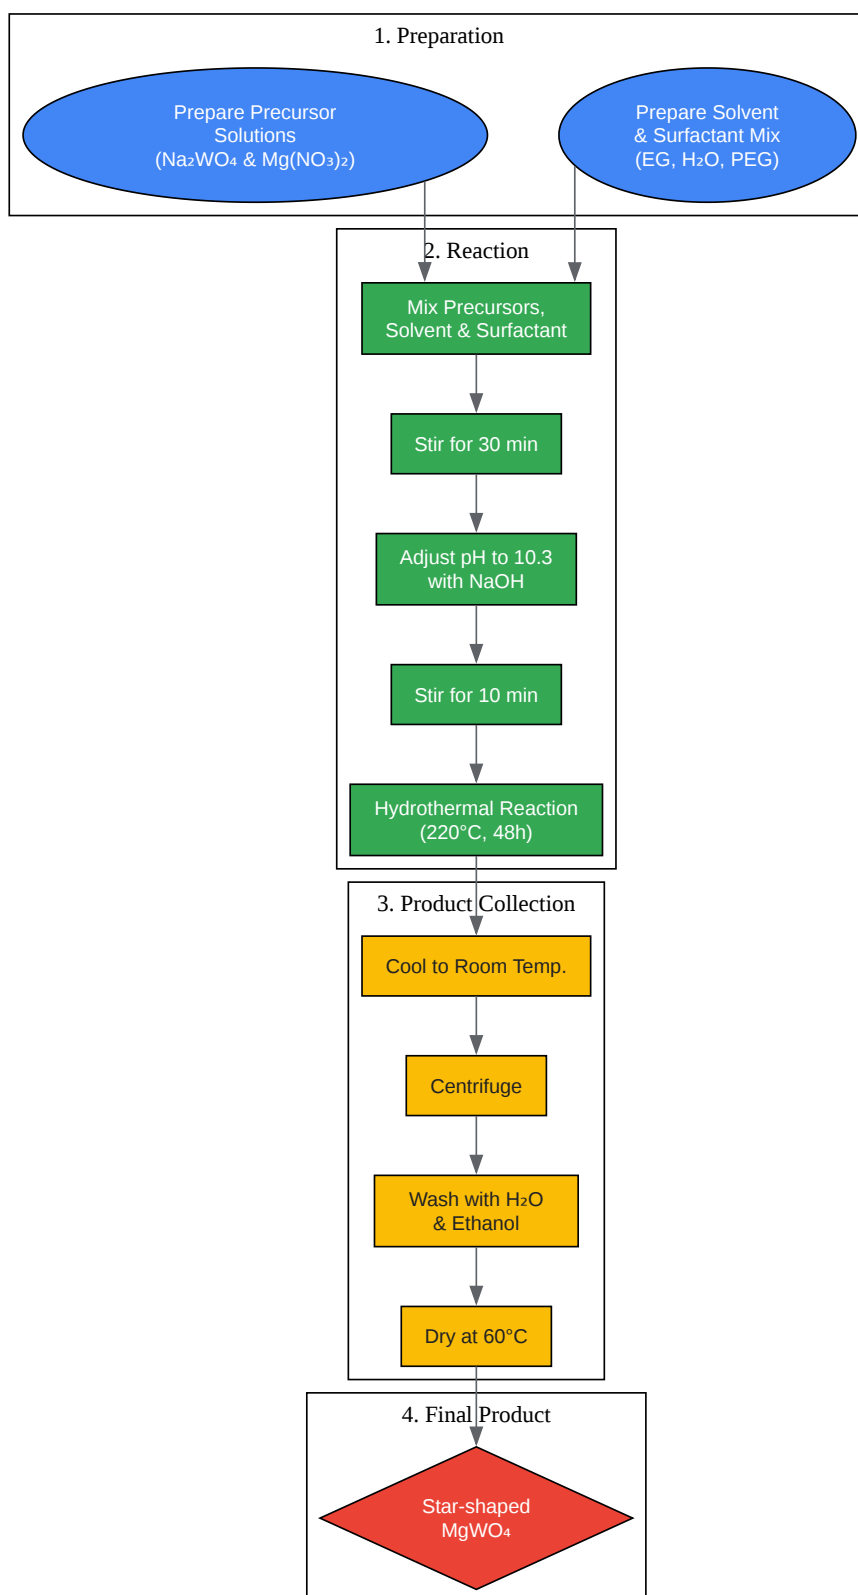 1. Preparation
Prepare Precursor
Solutions
(Na₂WO₄ & Mg(NO₃)₂)
Prepare Solvent
& Surfactant Mix
(EG, H₂O, PEG)
2. Reaction
Mix Precursors,
Solvent & Surfactant
Stir for 30 min
Adjust pH to 10.3
with NaOH
Stir for 10 min
Hydrothermal Reaction
(220°C, 48h)
3. Product Collection
Cool to Room Temp.
Centrifuge
Wash with H₂O
& Ethanol
Dry at 60°C
4. Final Product
Star-shaped
MgWO₄